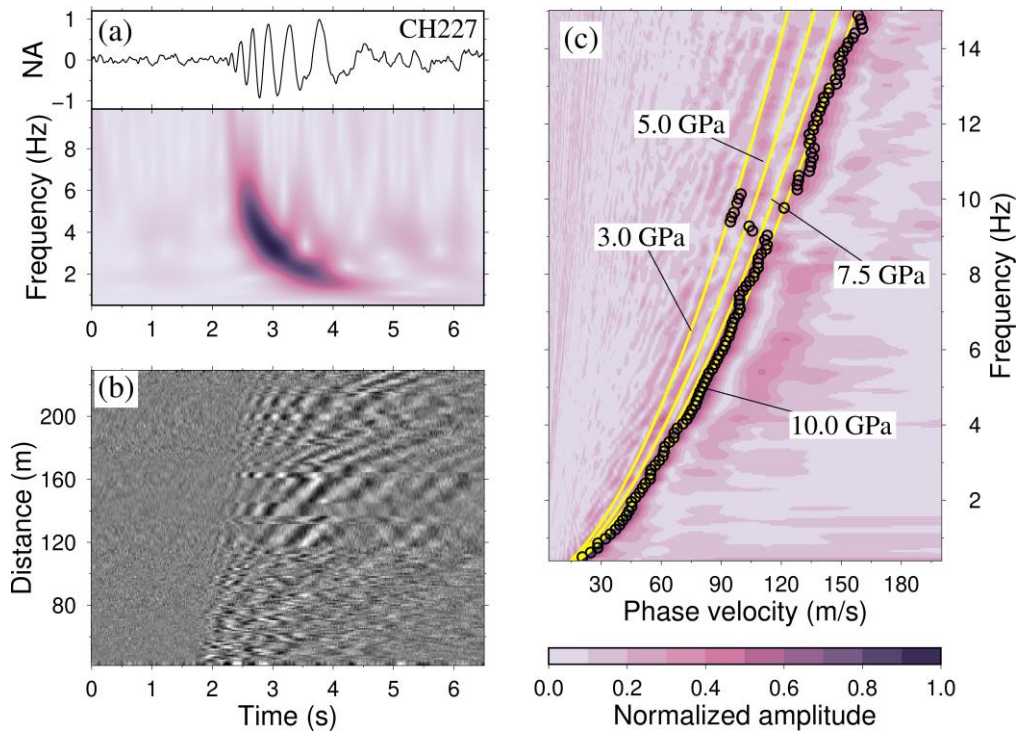 (a)
CH227
NA
1
0
-1
Frequency (Hz)
8
6
4
2
0 1 2 3 4 5 6
(b)
Distance (m)
200
160
120
80
0 1 2 3 4 5 6
Time (s)
(c)
5.0 GPa
3.0 GPa
7.5 GPa
10.0 GPa
14
12
10
8
6
4
2
Frequency (Hz)
30 60 90 120 150 180
Phase velocity (m/s)
0.0 0.2 0.4 0.6 0.8 1.0
Normalized amplitude